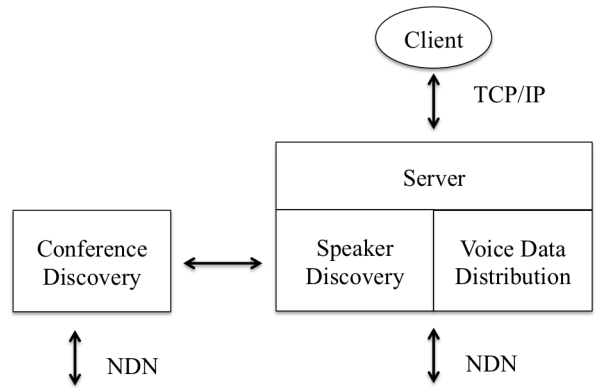 Client
TCP/IP
Server
Conference
Discovery
Speaker
Discovery
Voice Data
Distribution
NDN
NDN